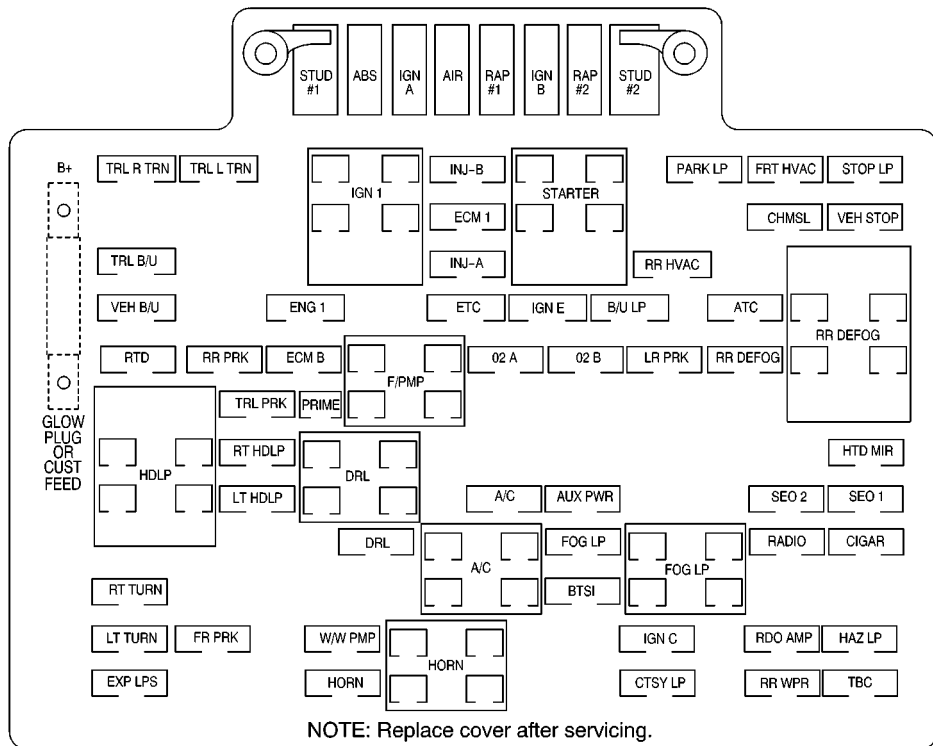 STUD #1
ABS
IGN A
AIR
RAP #1
IGN B
RAP #2
STUD #2
B+
TRL R TRN
TRL L TRN
IGN 1
INJ-B
STARTER
PARK LP
FRT HVAC
STOP LP
ECM 1
CHMSL
VEH STOP
TRL B/U
INJ-A
RR HVAC
VEH B/U
ENG 1
ETC
IGN E
B/U LP
ATC
RR DEFOG
RTD
RR PRK
ECM B
F/PMP
02 A
02 B
LR PRK
RR DEFOG
TRL PRK
PRIME
GLOW
PLUG
OR
CUST
FEED
HDLP
RT HDLP
DRL
HTD MIR
LT HDLP
A/C
AUX PWR
SEO 2
SEO 1
DRL
A/C
FOG LP
FOG LP
RADIO
CIGAR
RT TURN
BTSI
LT TURN
FR PRK
W/W PMP
HORN
IGN C
RDO AMP
HAZ LP
EXP LPS
HORN
CTSY LP
RR WPR
TBC
NOTE: Replace cover after servicing.